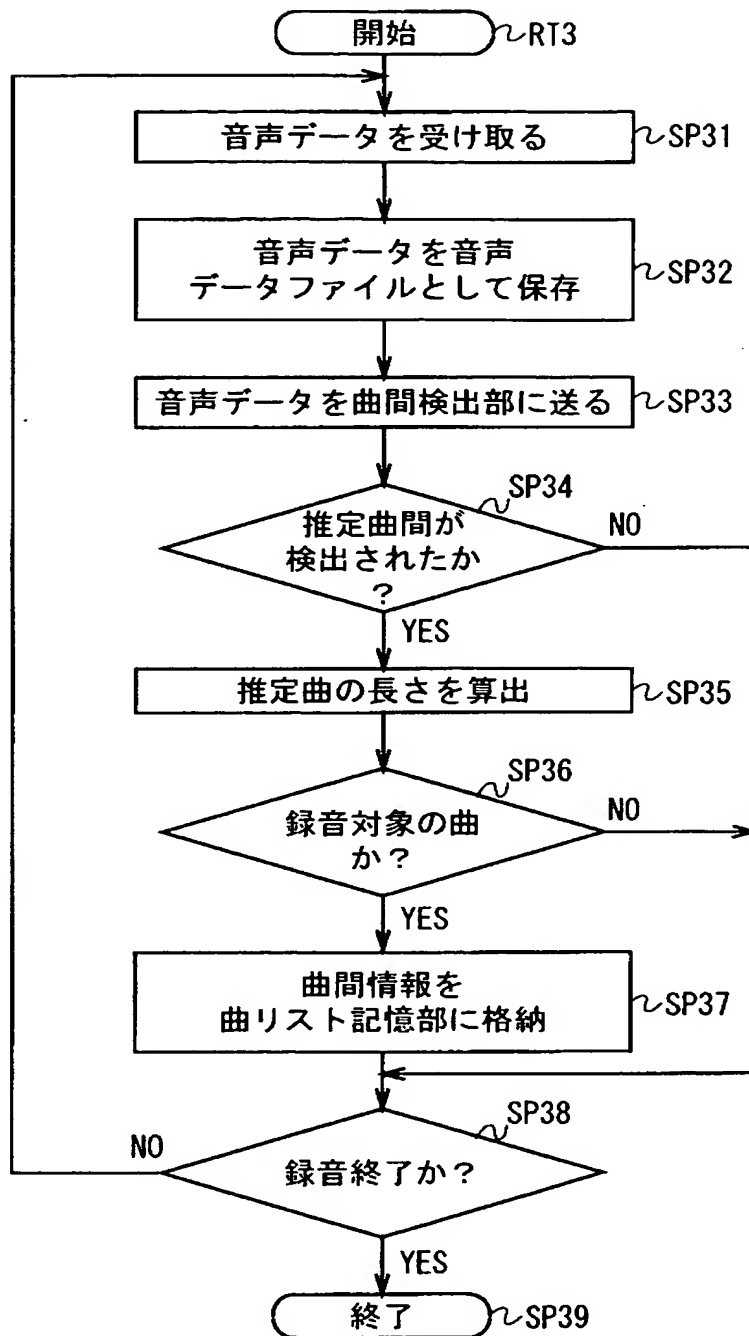 開始
RT3
音声データを受け取る
SP31
音声データを音声
データファイルとして保存
SP32
音声データを曲間検出部に送る
SP33
SP34
推定曲間が
検出されたか
?
NO
YES
推定曲の長さを算出
SP35
SP36
録音対象の曲
か?
NO
YES
曲間情報を
曲リスト記憶部に格納
SP37
SP38
NO
録音終了か?
YES
終了
SP39